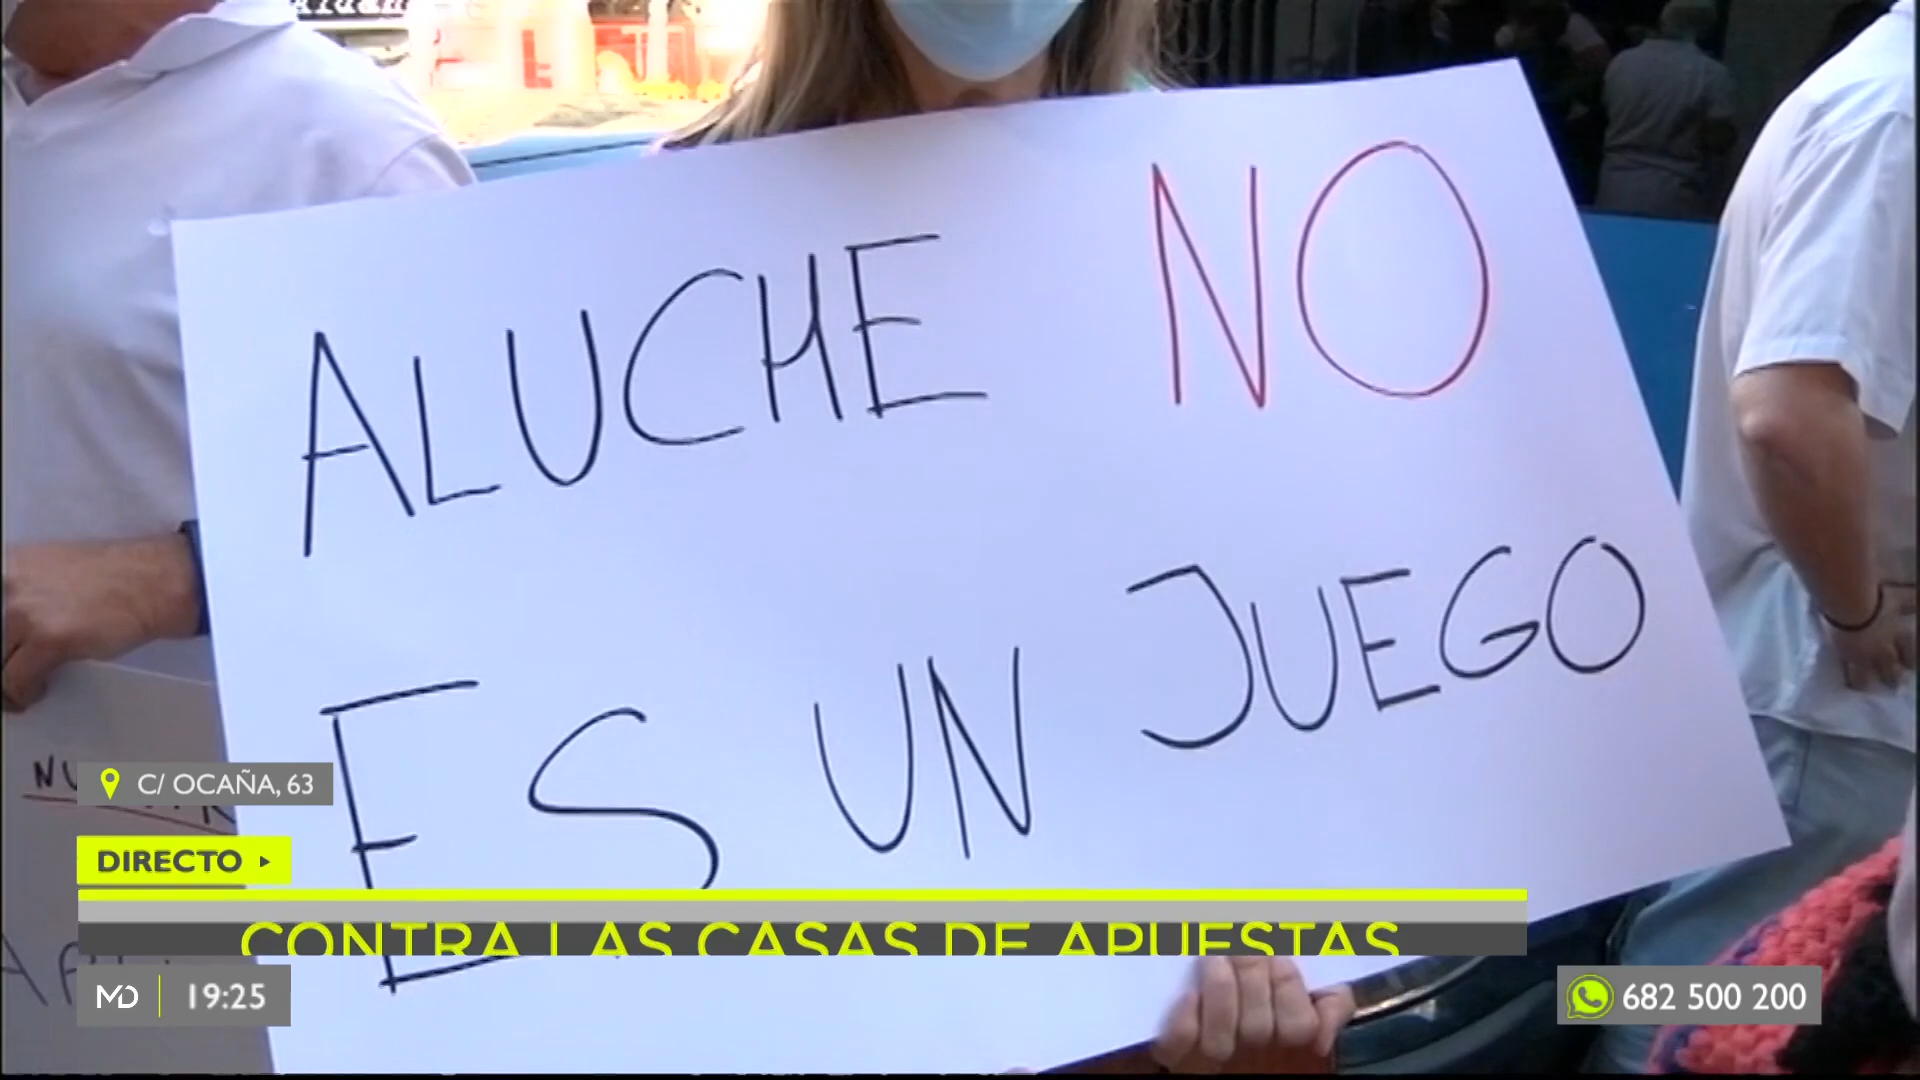 ALUCHE NO
ES UN JUEGO
C/ OCAÑA, 63
DIRECTO
CONTRA LAS CASAS DE APUESTAS
MD 19:25
682 500 200